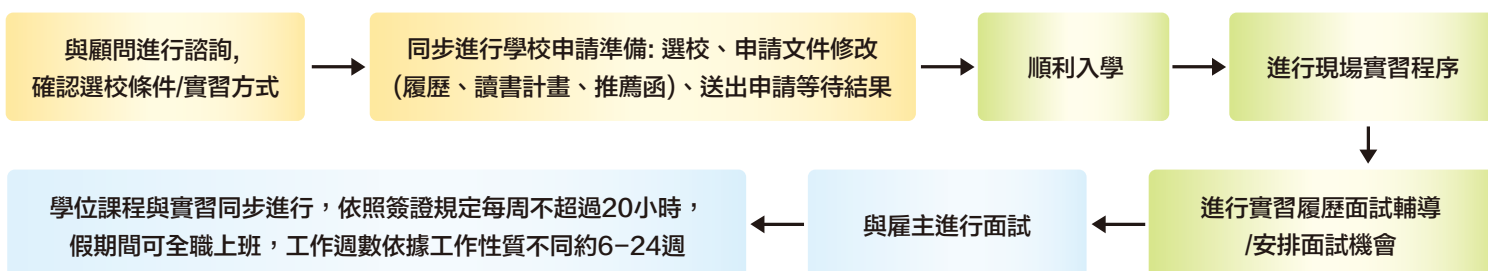 與顧問進行諮詢,
確認選校條件/實習方式
同步進行學校申請準備: 選校、申請文件修改
(履歷、讀書計畫、推薦函)、送出申請等待結果
順利入學
進行現場實習程序
進行實習履歷面試輔導
/安排面試機會
與雇主進行面試
學位課程與實習同步進行，依照簽證規定每周不超過20小時，
假期間可全職上班，工作週數依據工作性質不同約6–24週